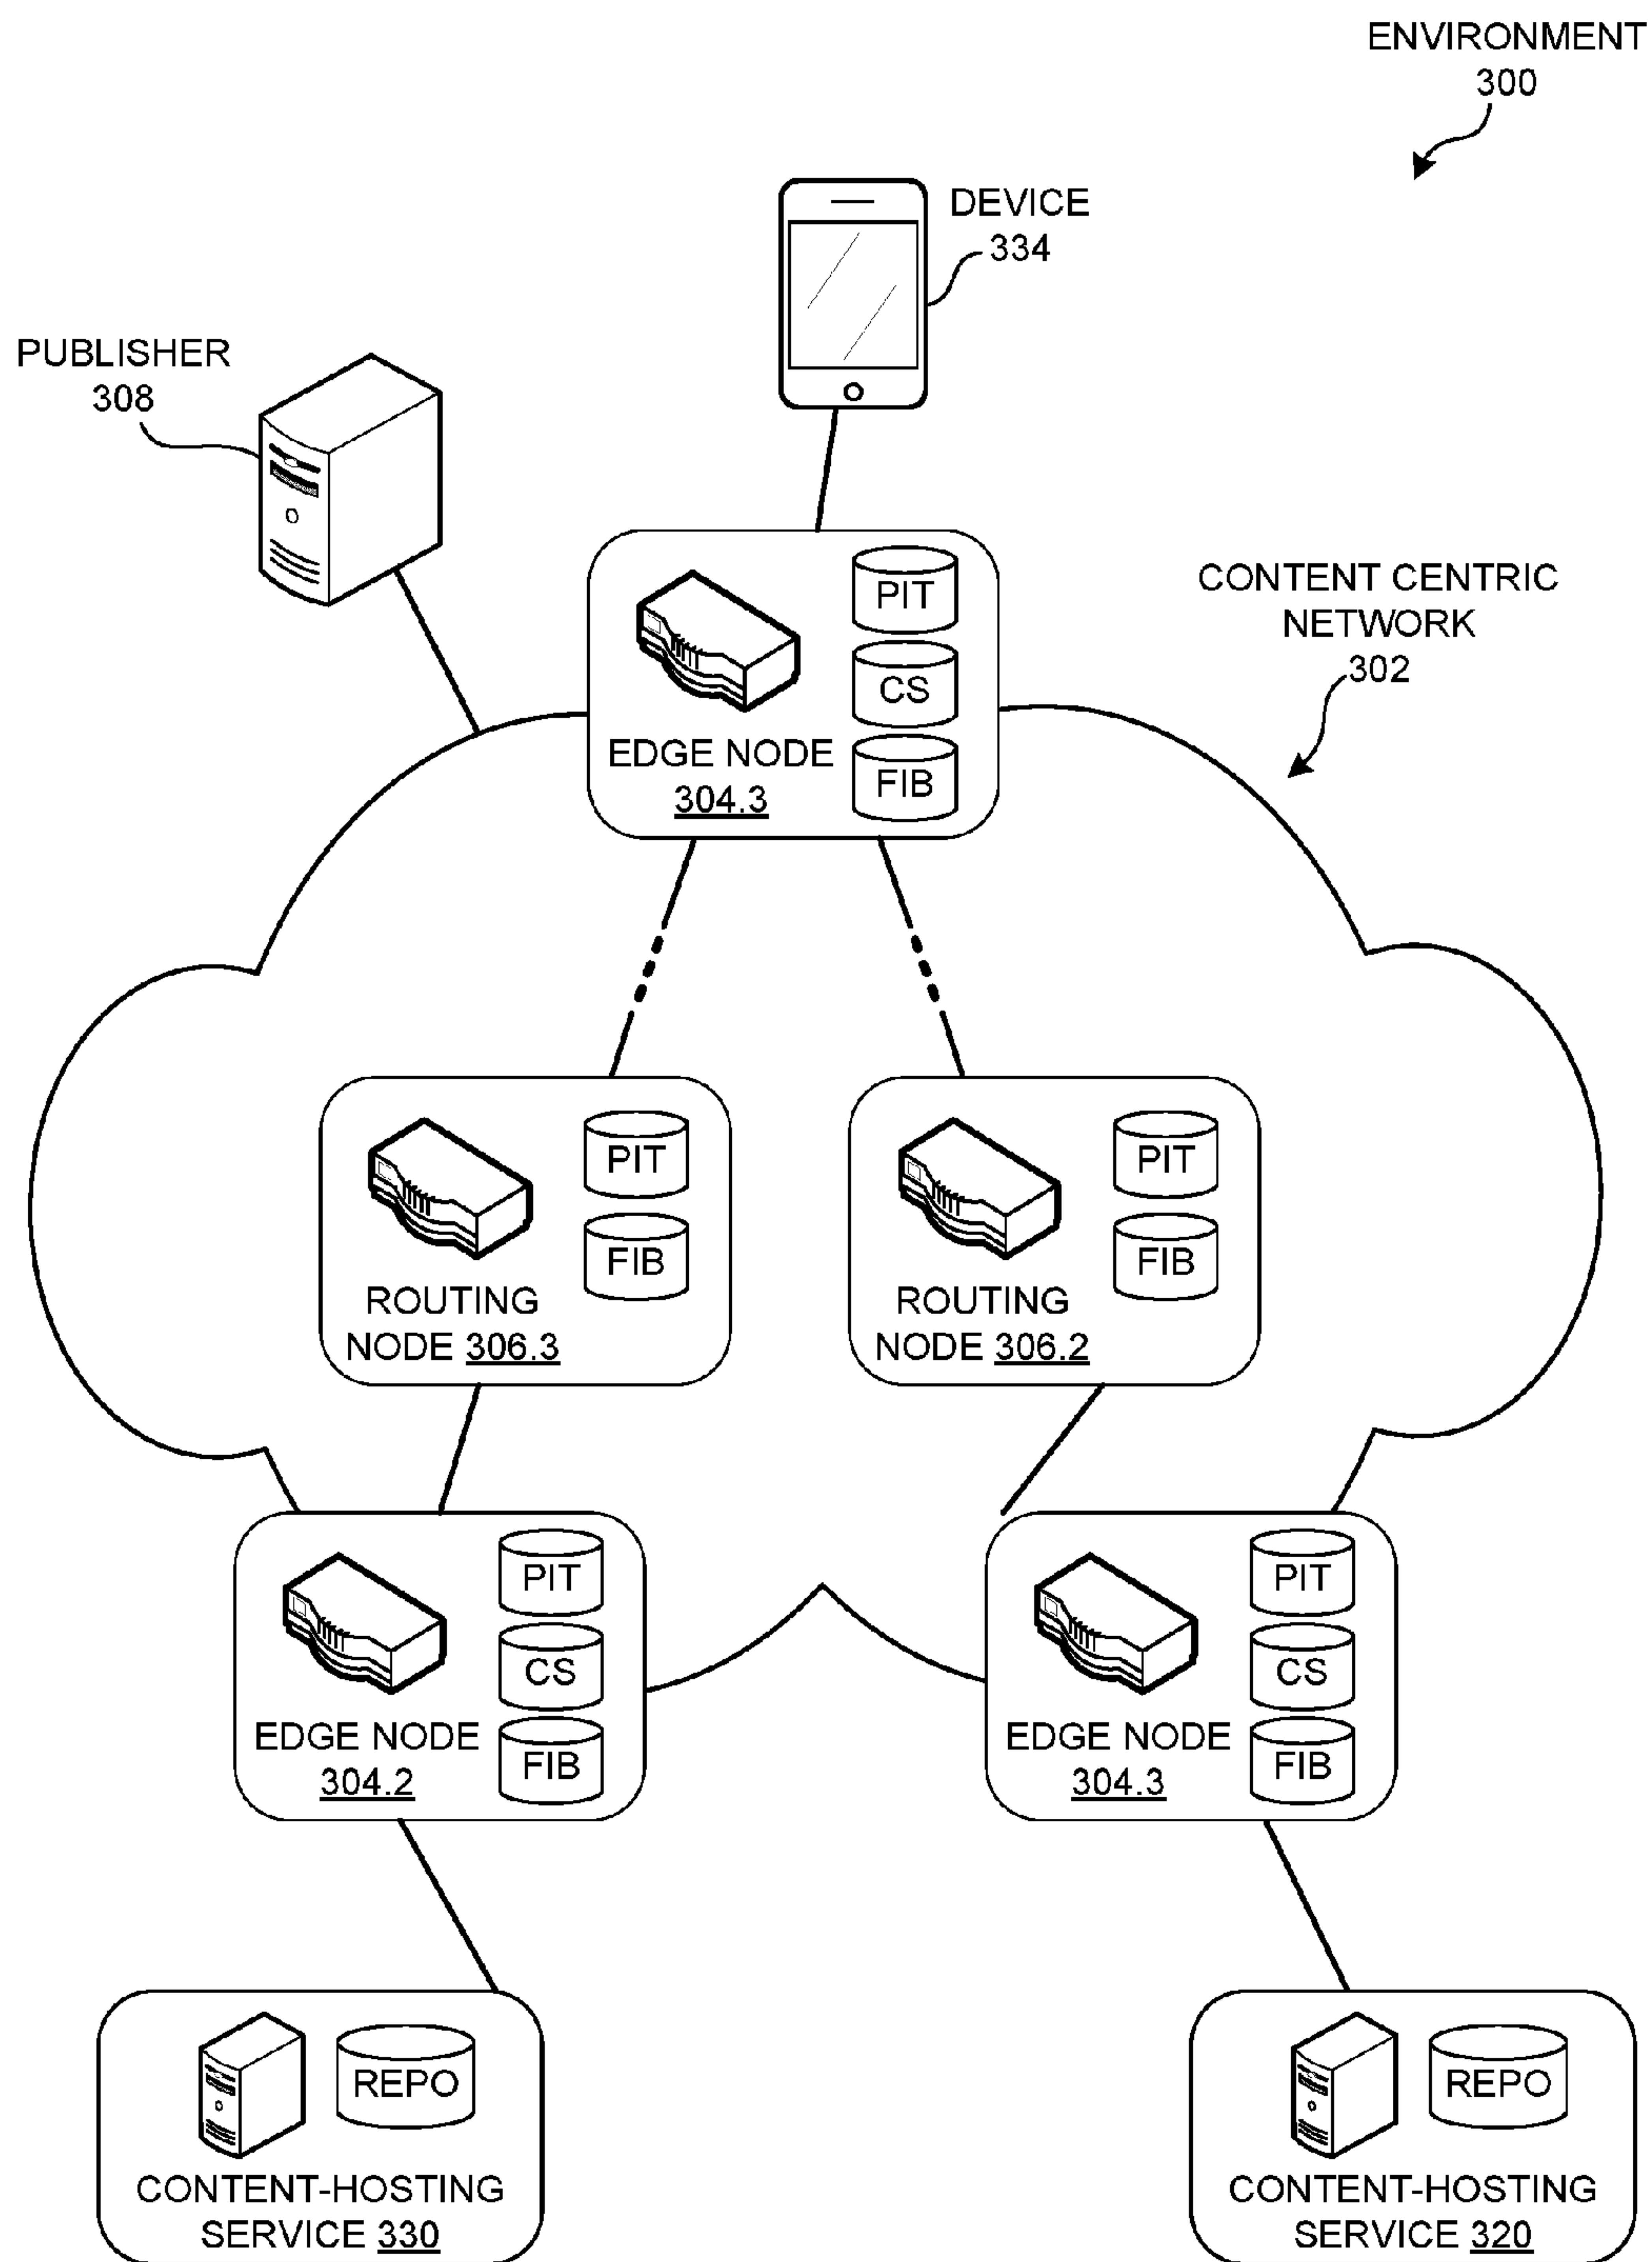 ENVIRONMENT
300
DEVICE
334
PUBLISHER
308
CONTENT CENTRIC
NETWORK
302
PIT
CS
FIB
EDGE NODE
304.3
PIT
FIB
ROUTING
NODE 306.3
PIT
FIB
ROUTING
NODE 306.2
PIT
CS
FIB
EDGE NODE
304.2
PIT
CS
FIB
EDGE NODE
304.3
REPO
CONTENT-HOSTING
SERVICE 330
REPO
CONTENT-HOSTING
SERVICE 320